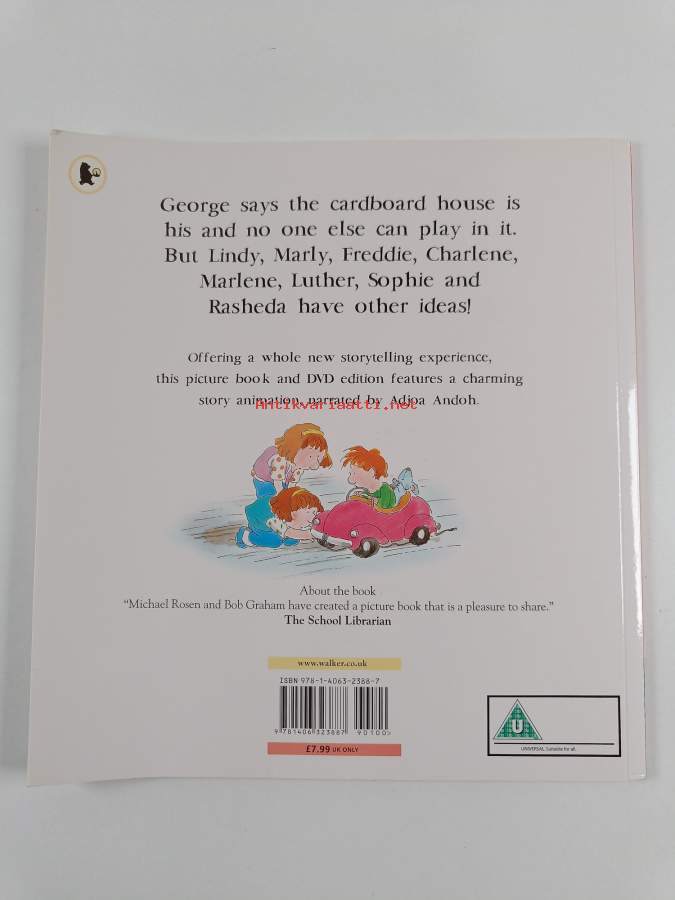 George says the cardboard house is
his and no one else can play in it.
But Lindy, Marly, Freddie, Charlene,
Marlene, Luther, Sophie and
Rasheda have other ideas!
Offering a whole new storytelling experience,
this picture book and DVD edition features a charming
story animation, narrated by Adjoa Andoh.
Antikvariaatti.net
About the book
“Michael Rosen and Bob Graham have created a picture book that is a pleasure to share.”
The School Librarian
www.walker.co.uk
ISBN 978-1-4063-2388-7
9 781406 323887 90100>
£7.99 UK ONLY
U
UNIVERSAL Suitable for all